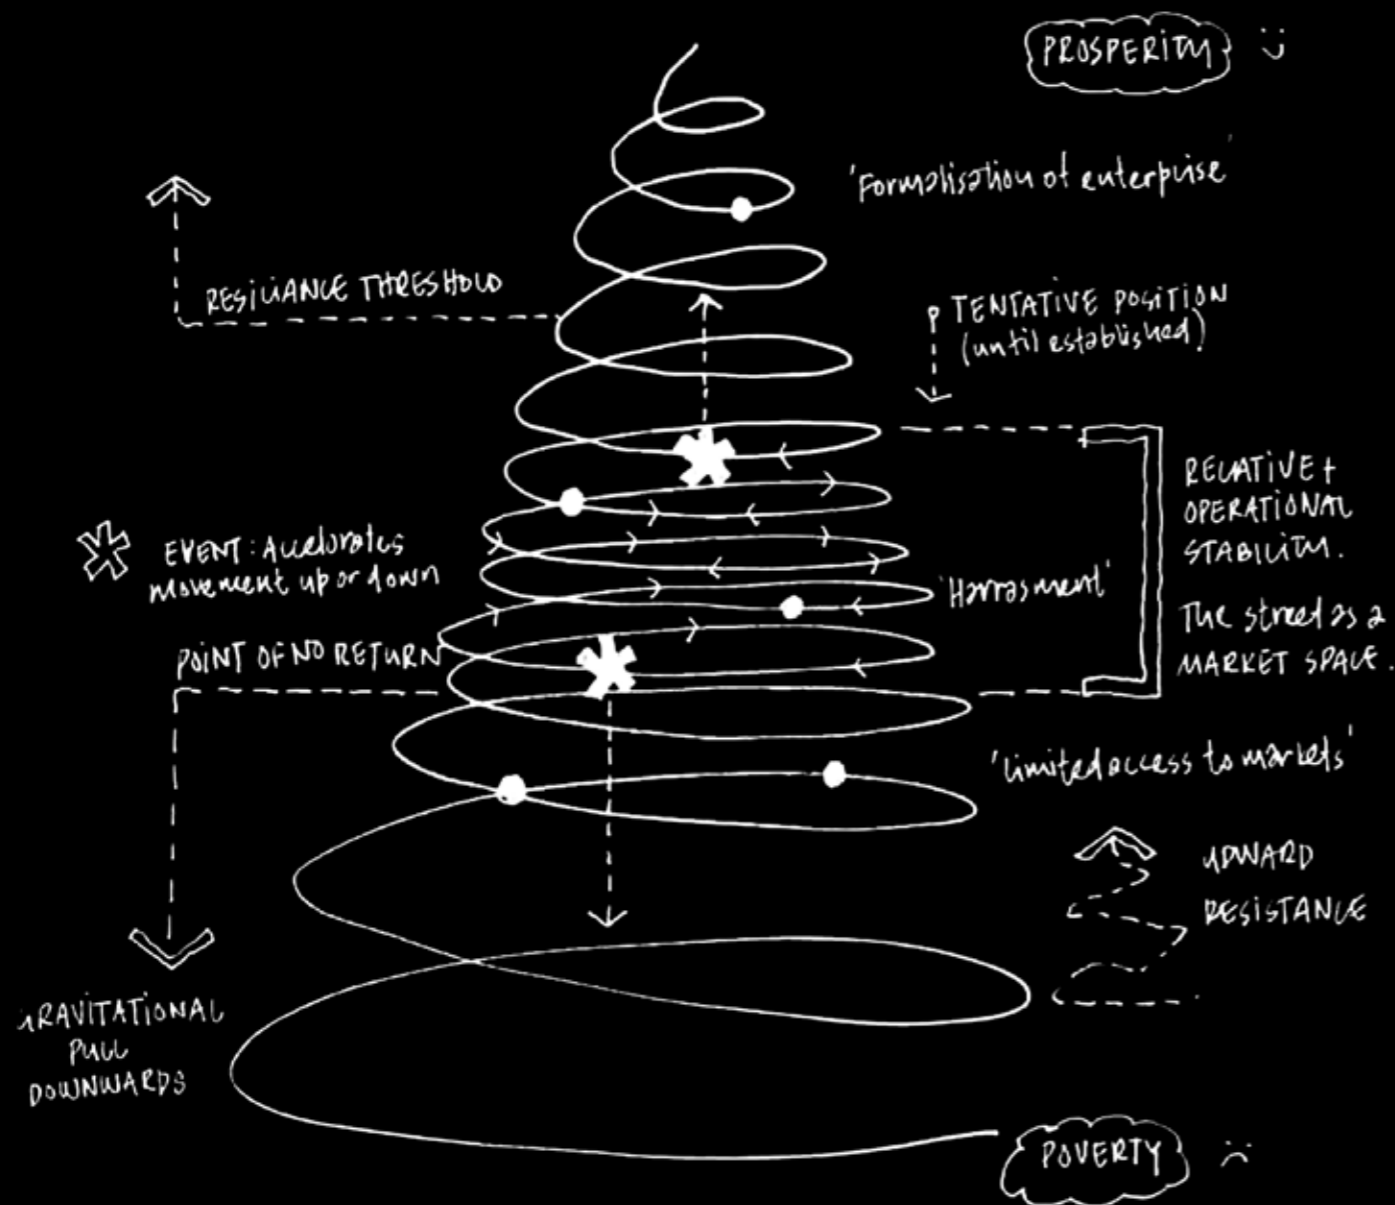 PROSPERITY
'Formalisation of enterprise'
RESILIANCE THRESHOLD
TENTATIVE POSITION
(until established)
RELATIVE +
OPERATIONAL
STABILITY.
The street as a
MARKET SPACE.
EVENT: Accelorates
movement up or down
'Harrasment'
POINT OF NO RETURN
'Limited access to markets'
UPWARD
RESISTANCE
GRAVITATIONAL
PULL
DOWNWARDS
POVERTY